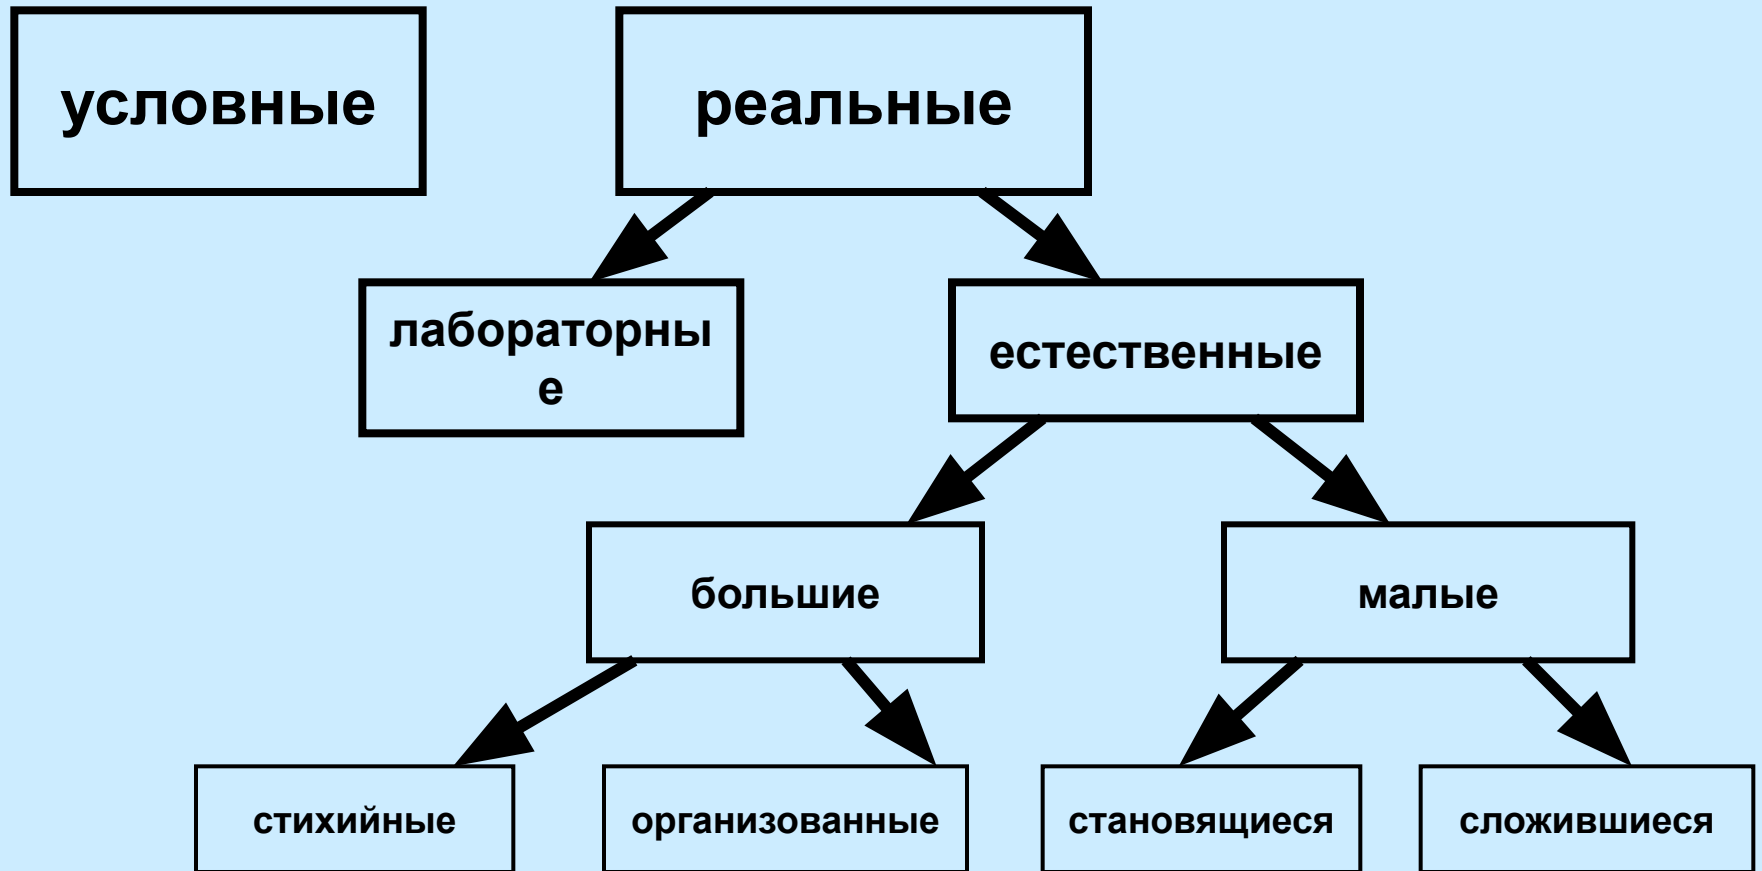 условные
реальные
лабораторны
е
естественные
большие
малые
стихийные
организованные
становящиеся
сложившиеся